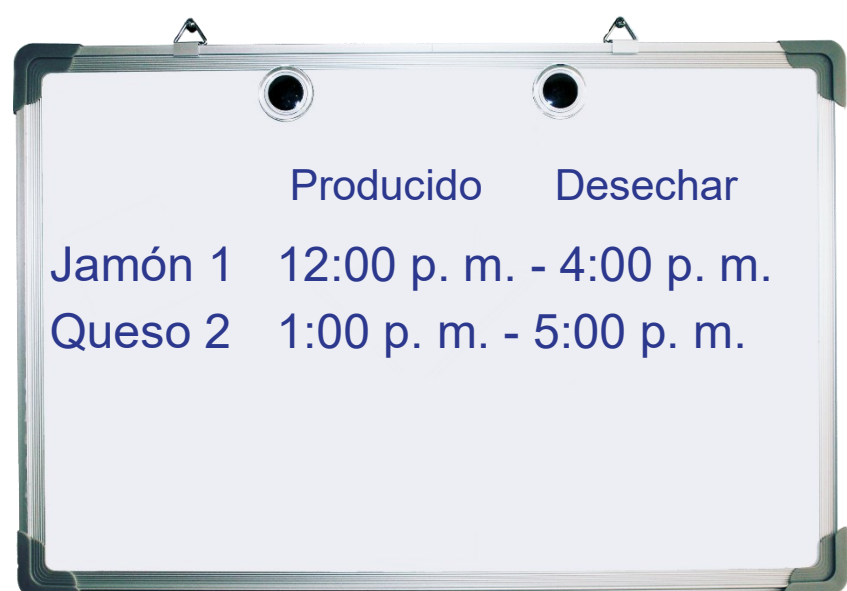 Producido Desechar
Jamón 1 12:00 p. m. - 4:00 p. m.
Queso 2 1:00 p. m. - 5:00 p. m.